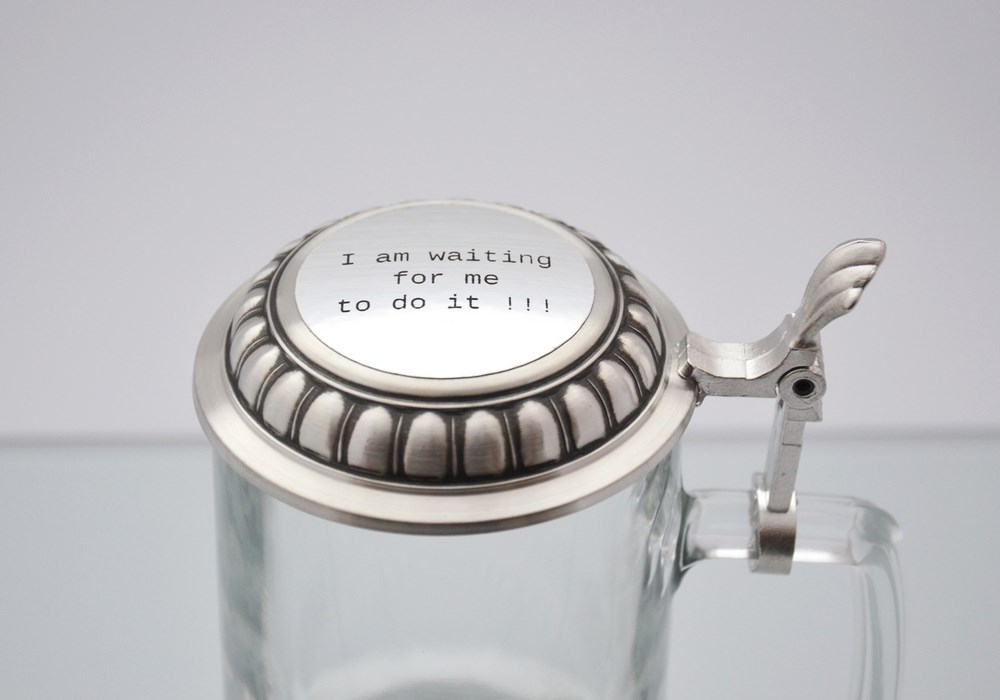 I am waiting
for me
to do it !!!